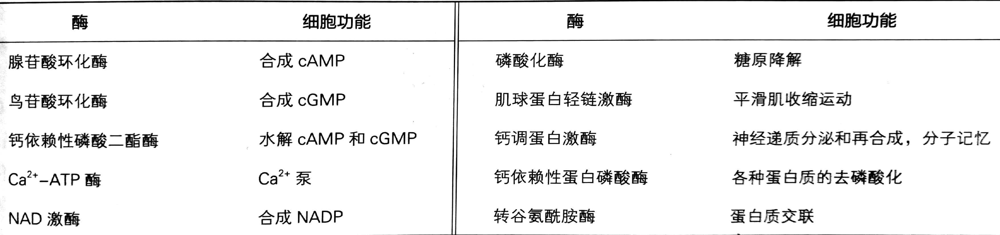 酶 细胞功能 酶 细胞功能
腺苷酸环化酶 合成 cAMP 磷酸化酶 糖原降解
鸟苷酸环化酶 合成 cGMP 肌球蛋白轻链激酶 平滑肌收缩运动
钙依赖性磷酸二酯酶 水解 cAMP 和 cGMP 钙调蛋白激酶 神经递质分泌和再合成，分子记忆
Ca²⁺–ATP 酶 Ca²⁺ 泵 钙依赖性蛋白磷酸酶 各种蛋白质的去磷酸化
NAD 激酶 合成 NADP 转谷氨酰胺酶 蛋白质交联